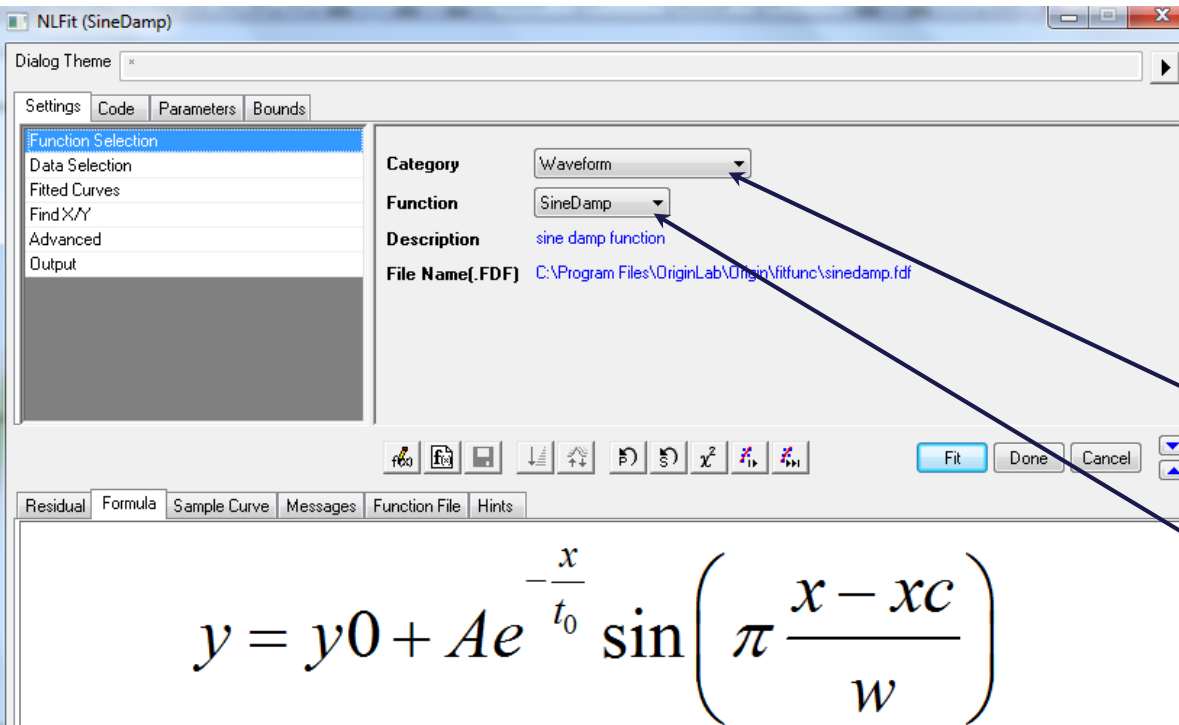 NLFit (SineDamp)
Dialog Theme *
Settings Code Parameters Bounds
Function Selection
Data Selection
Fitted Curves
Find X/Y
Advanced
Output
Category Waveform
Function SineDamp
Description sine damp function
File Name(.FDF) C:\Program Files\OriginLab\Origin\fitfunc\sinedamp.fdf
f(x) f(x) P S χ²
Fit Done Cancel
Residual Formula Sample Curve Messages Function File Hints
y = y0 + Ae^(-x/t₀) sin(π (x - xc)/w)